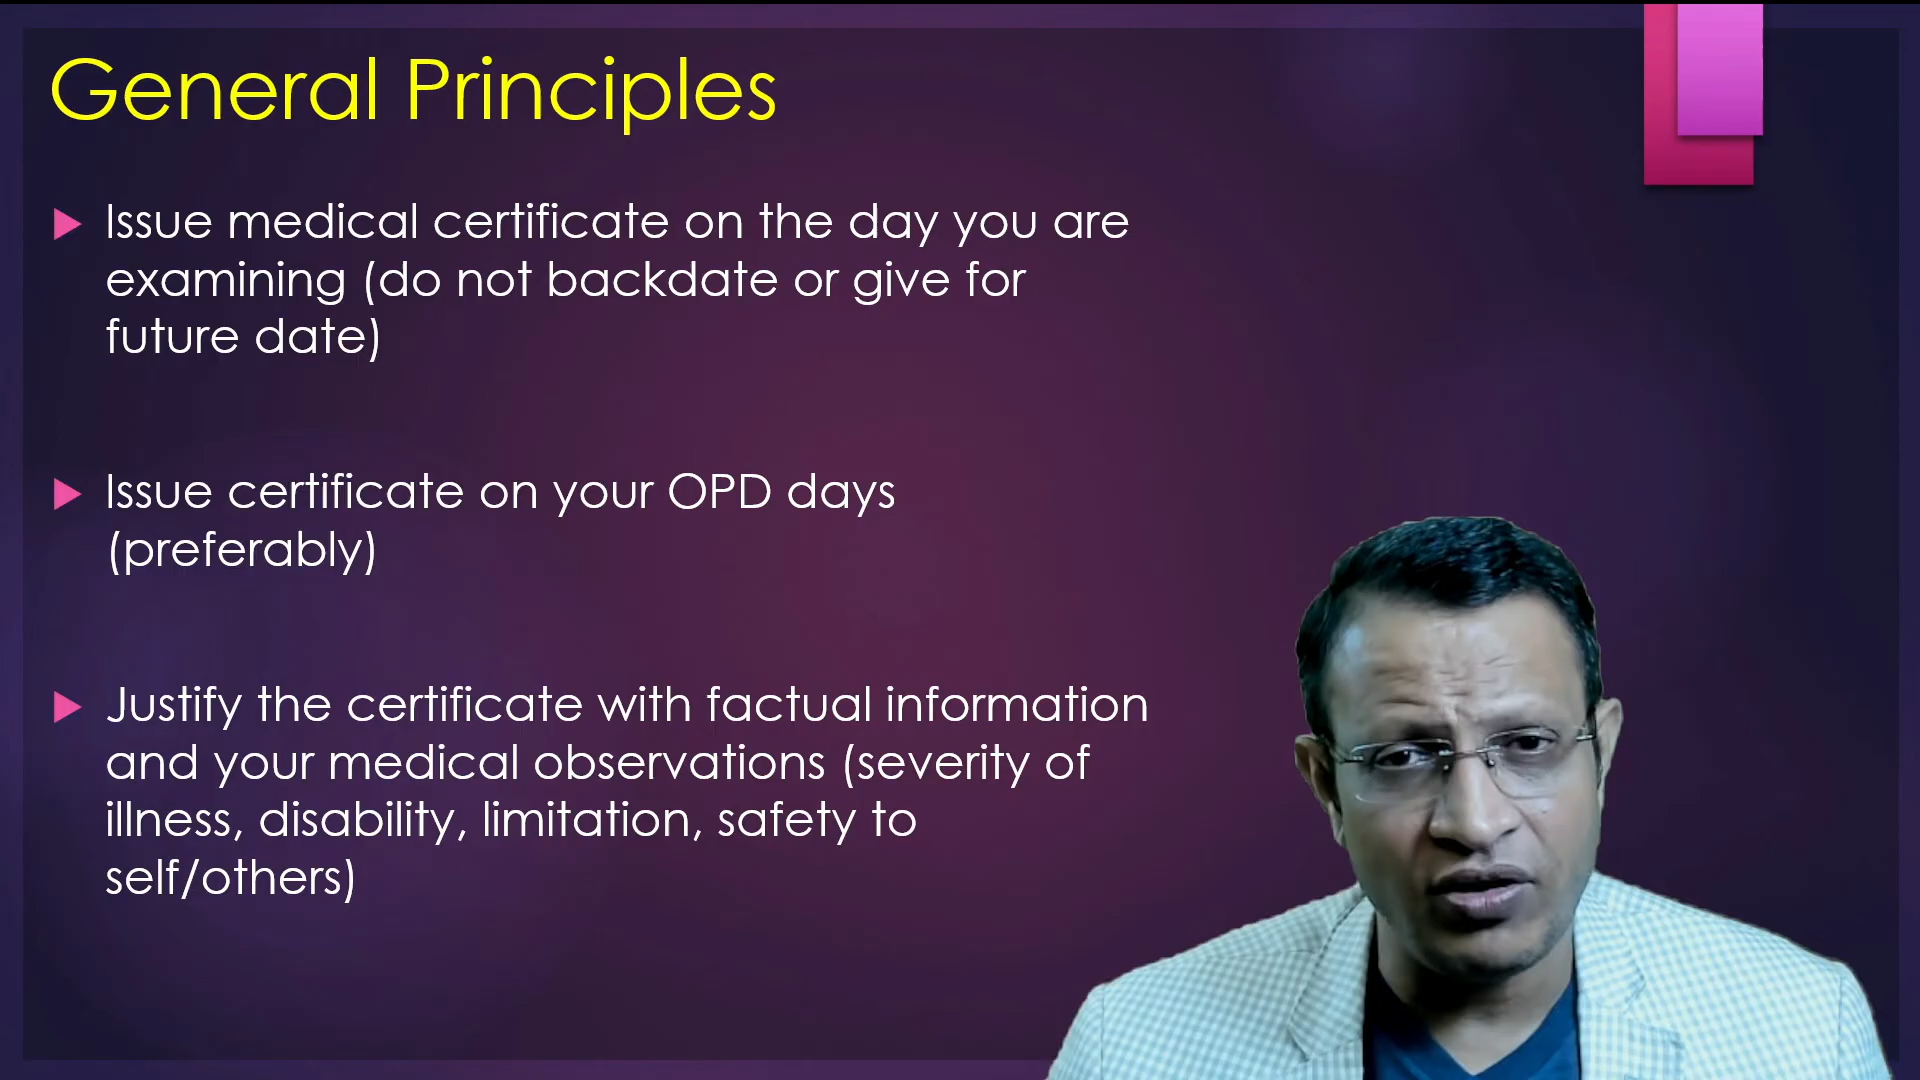 General Principles
Issue medical certificate on the day you are
examining (do not backdate or give for
future date)
Issue certificate on your OPD days
(preferably)
Justify the certificate with factual information
and your medical observations (severity of
illness, disability, limitation, safety to
self/others)